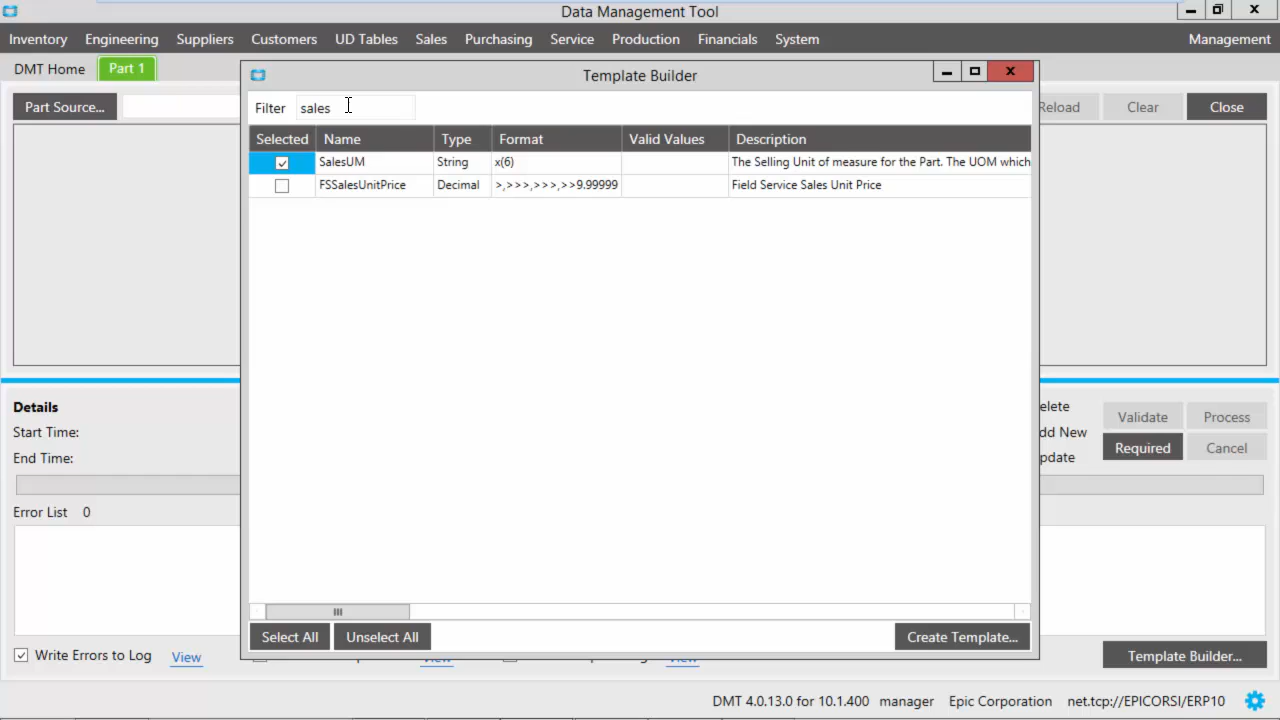 Data Management Tool
Inventory Engineering Suppliers Customers UD Tables Sales Purchasing Service Production Financials System Management
DMT Home Part 1
Template Builder
Part Source... Reload Clear Close
Filter sales
Selected Name Type Format Valid Values Description
SalesUM String x(6) The Selling Unit of measure for the Part. The UOM which
FSSalesUnitPrice Decimal >,>>>,>>>,>>9.99999 Field Service Sales Unit Price
Details
Start Time:
End Time:
elete
dd New
pdate
Validate Process
Required Cancel
Error List 0
Select All Unselect All Create Template...
Write Errors to Log View
Template Builder...
DMT 4.0.13.0 for 10.1.400 manager Epic Corporation net.tcp://EPICORSI/ERP10